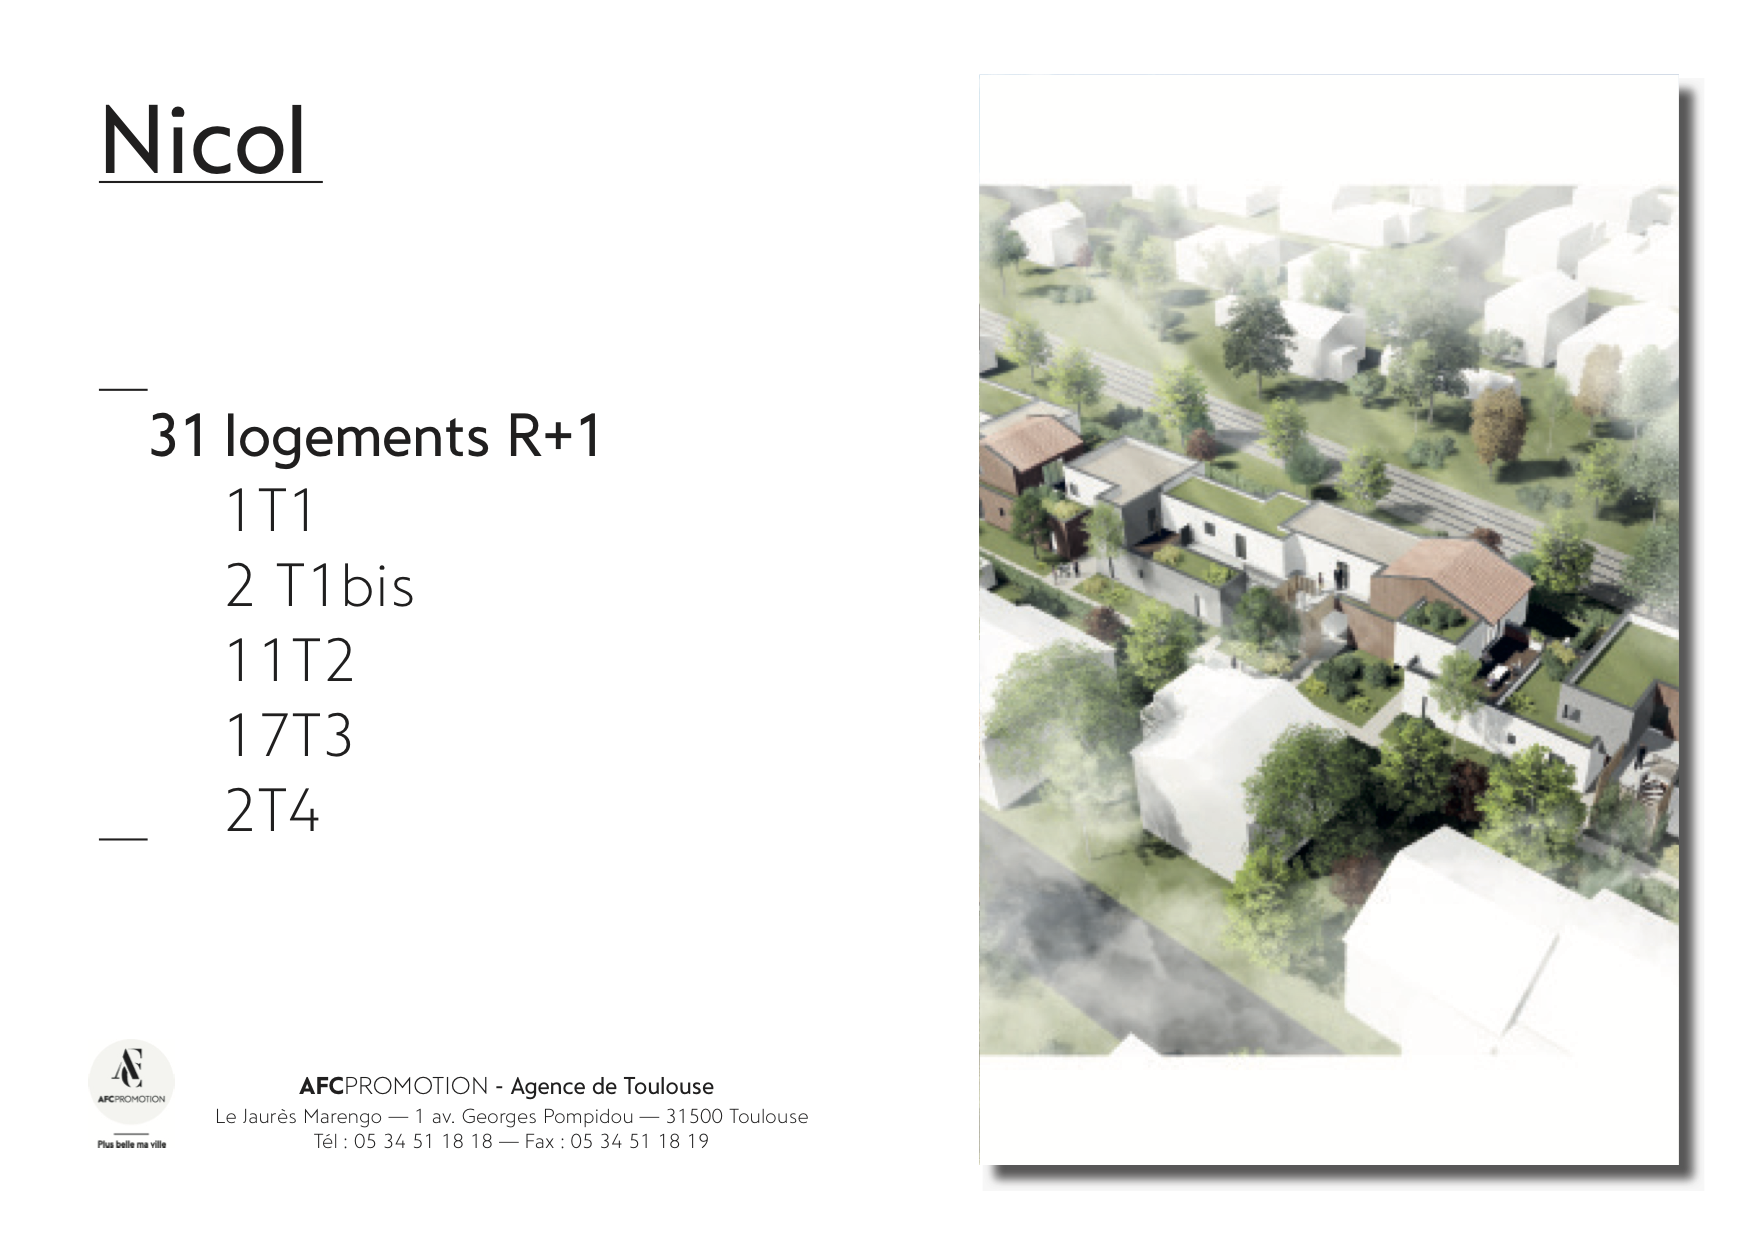 Nicol
31 logements R+1
1T1
2 T1bis
11T2
17T3
2T4
AFCPROMOTION
Plus belle ma ville
AFCPROMOTION - Agence de Toulouse
Le Jaurès Marengo — 1 av. Georges Pompidou — 31500 Toulouse
Tél : 05 34 51 18 18 — Fax : 05 34 51 18 19